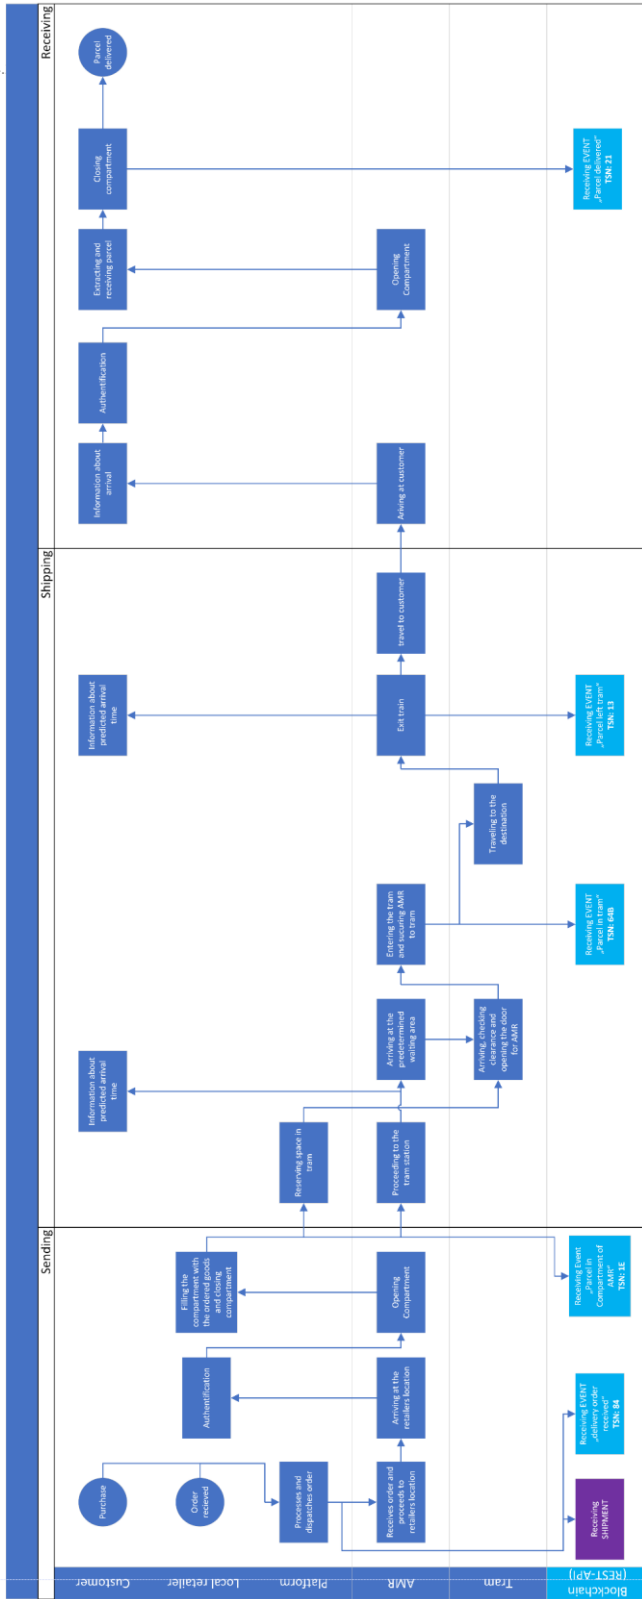 Sending
Shipping
Receiving
Customer
Local retailer
Platform
AMR
Tram
Blockchain
(REST-API)
Purchase
Order
recieved
Processes and
dispatches order
Receives order and
proceeds to
retailers location
Receiving
SHIPMENT
Receiving EVENT
„delivery order
received“
TSN: 84
Arriving at the
retailers location
Authentification
Opening
Compartment
Filling the
compartment with
the ordered goods
and closing
compartment
Receiving Event
„Parcel in
Compartment of
AMR“
TSN: 1E
Reserving space in
tram
Proceeding to the
tram station
Information about
predicted arrival
time
Arriving at the
predetermined
waiting area
Arriving, checking
clearance and
opening the door
for AMR
Entering the tram
and sucuring AMR
to tram
Receiving EVENT
„Parcel in tram“
TSN: 64B
Traveling to the
destination
Exit train
Information about
predicted arrival
time
Receiving EVENT
„Parcel left tram“
TSN: 13
travel to customer
Ariving at customer
Information about
arrival
Authentification
Opening
Compartment
Extracting and
receiving parcel
Closing
compartment
Receiving EVENT
„Parcel delivered“
TSN: 21
Parcel
delivered